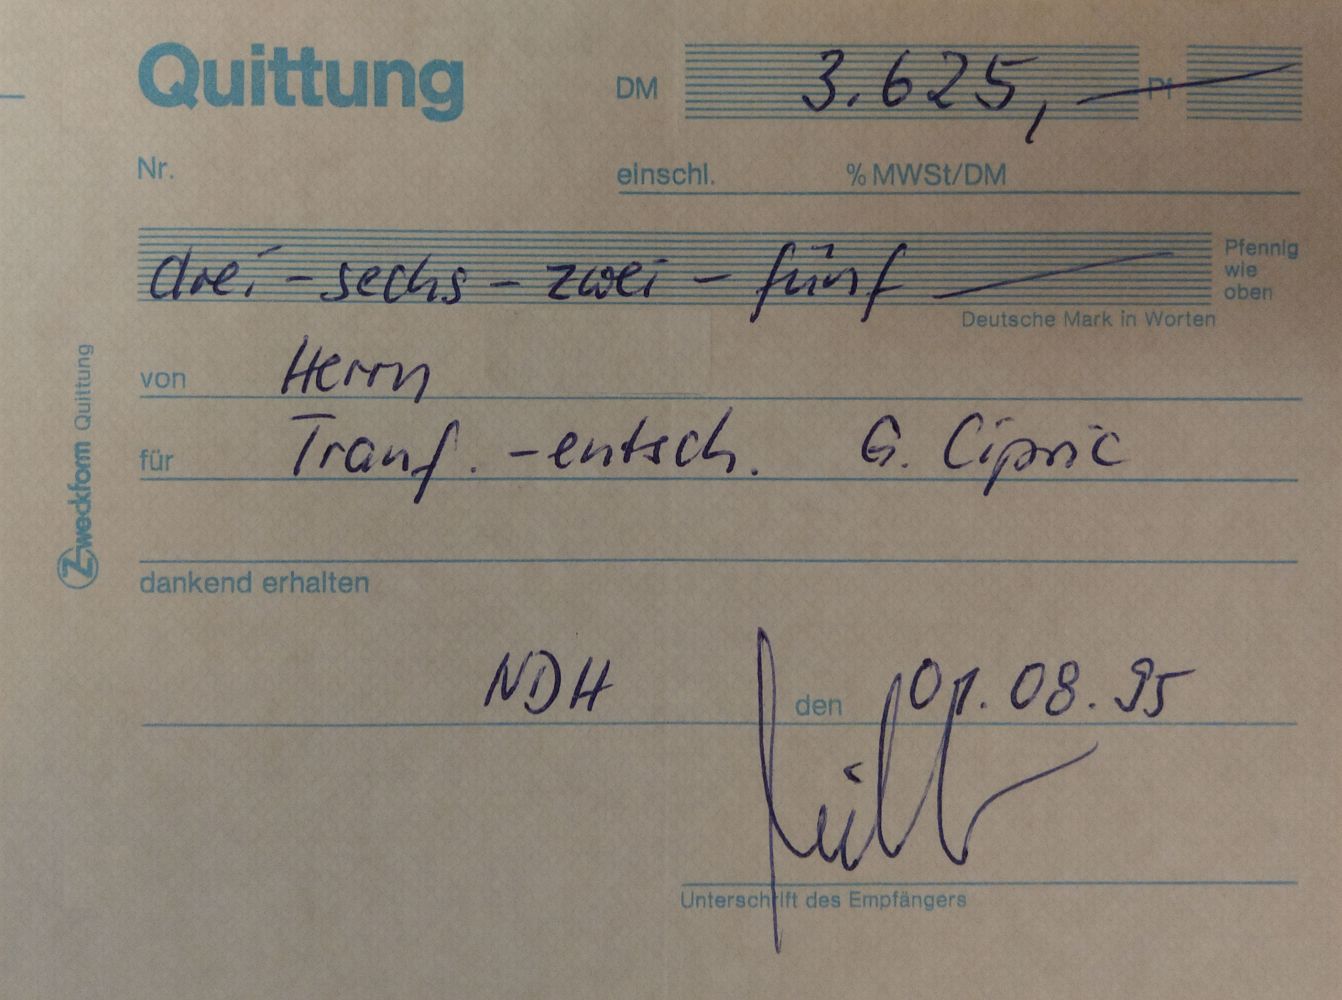 Quittung DM 3.625,— Pf
Nr. einschl. % MWSt/DM
drei - sechs - zwei - fünf —
Pfennig
wie
oben
Deutsche Mark in Worten
von Herrn
für Tranf. -entsch. G. Cipric
dankend erhalten
NDH den 01.08.95
Unterschrift des Empfängers
Zweckform Quittung